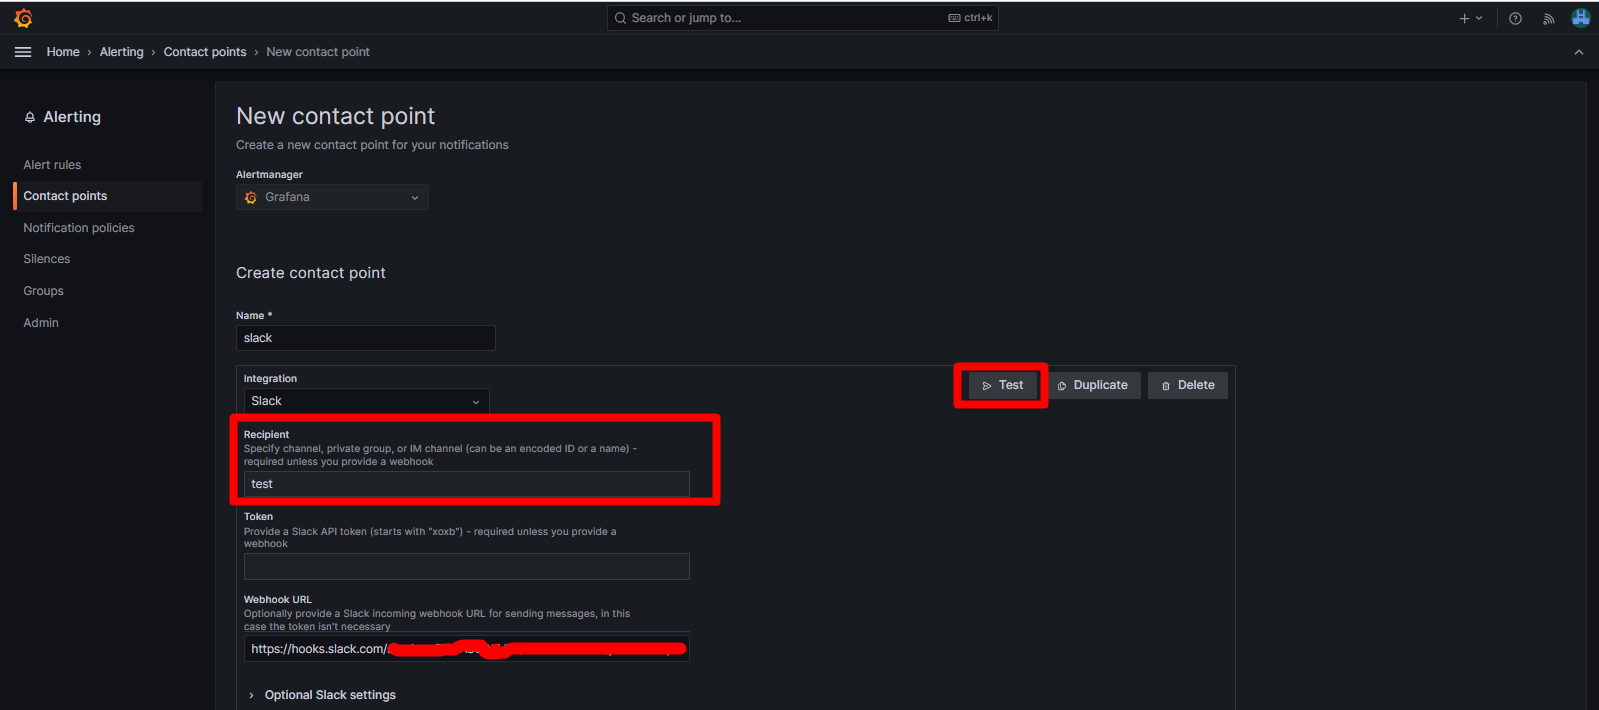 Search or jump to...
ctrl+k
Home › Alerting › Contact points › New contact point
Alerting
Alert rules
Contact points
Notification policies
Silences
Groups
Admin
New contact point
Create a new contact point for your notifications
Alertmanager
Grafana
Create contact point
Name *
slack
Integration
Slack
Test
Duplicate
Delete
Recipient
Specify channel, private group, or IM channel (can be an encoded ID or a name) -
required unless you provide a webhook
test
Token
Provide a Slack API token (starts with "xoxb") - required unless you provide a
webhook
Webhook URL
Optionally provide a Slack incoming webhook URL for sending messages, in this
case the token isn't necessary
https://hooks.slack.com/
Optional Slack settings